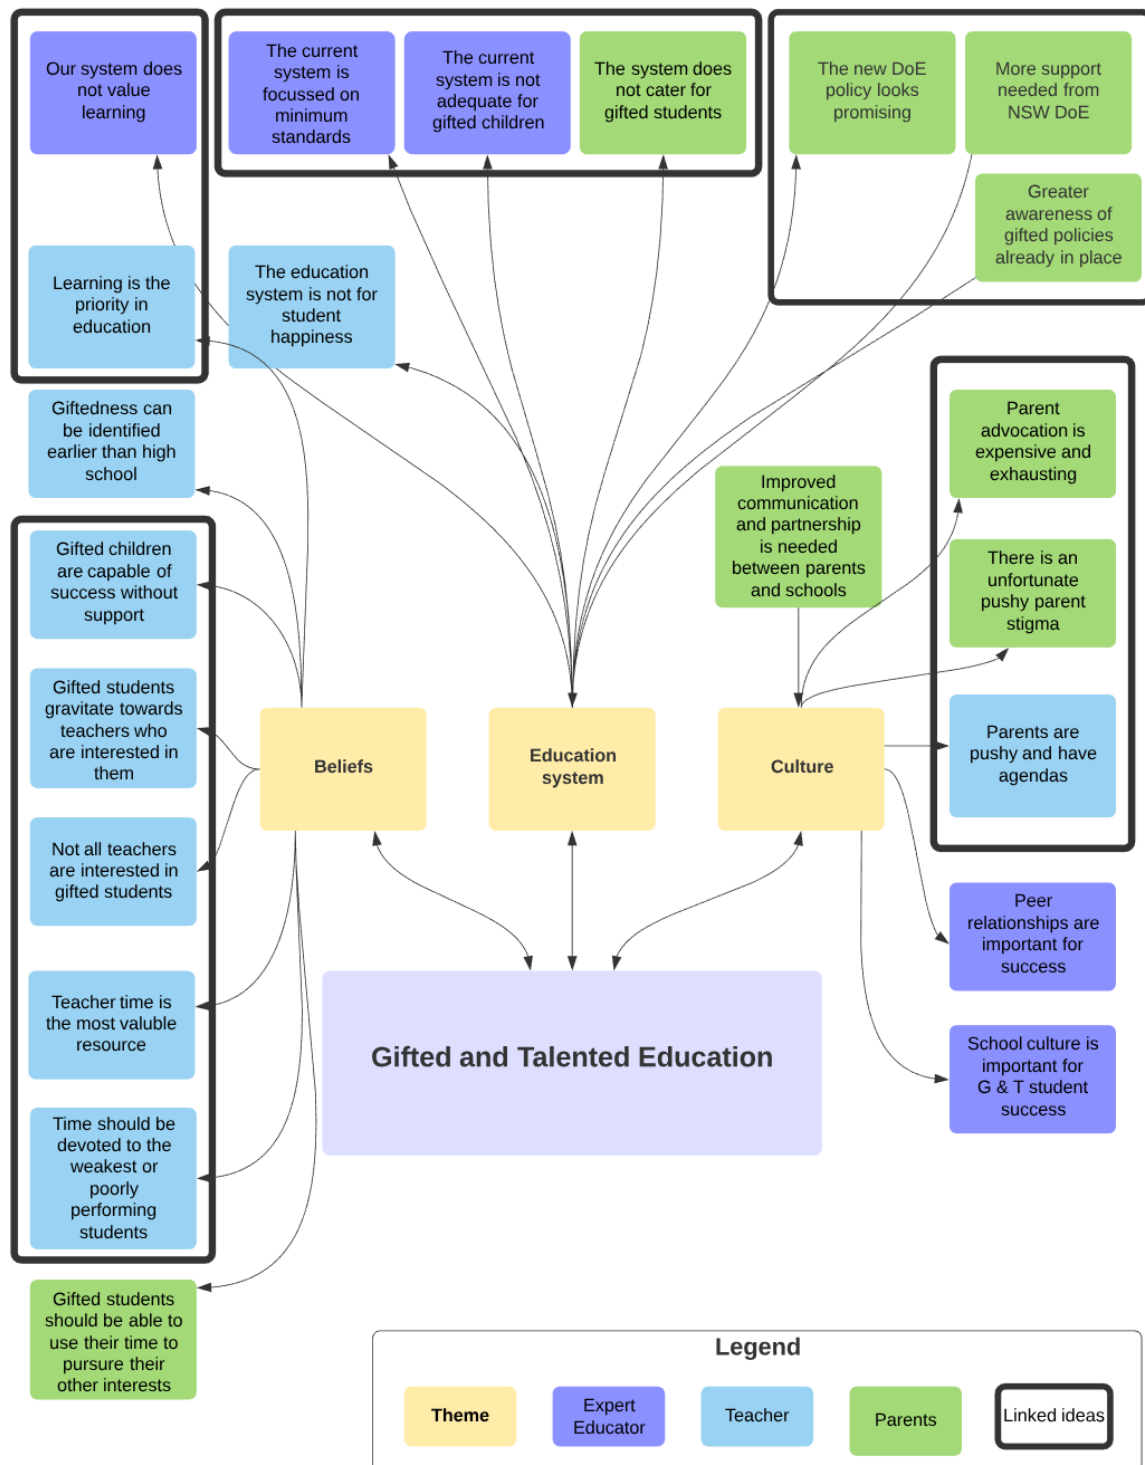 Our system does
not value
learning
The current
system is
focussed on
minimum
standards
The current
system is not
adequate for
gifted children
The system does
not cater for
gifted students
The new DoE
policy looks
promising
More support
needed from
NSW DoE
Greater
awareness of
gifted policies
already in place
Learning is the
priority in
education
The education
system is not for
student
happiness
Giftedness can
be identified
earlier than high
school
Parent
advocation is
expensive and
exhausting
Improved
communication
and partnership
is needed
between parents
and schools
Gifted children
are capable of
success without
support
There is an
unfortunate
pushy parent
stigma
Gifted students
gravitate towards
teachers who
are interested in
them
Beliefs
Education
system
Culture
Parents are
pushy and have
agendas
Not all teachers
are interested in
gifted students
Peer
relationships are
important for
success
Teacher time is
the most valuble
resource
Gifted and Talented Education
School culture is
important for
G & T student
success
Time should be
devoted to the
weakest or
poorly
performing
students
Gifted students
should be able to
use their time to
pursure their
other interests
Legend
Theme
Expert
Educator
Teacher
Parents
Linked ideas